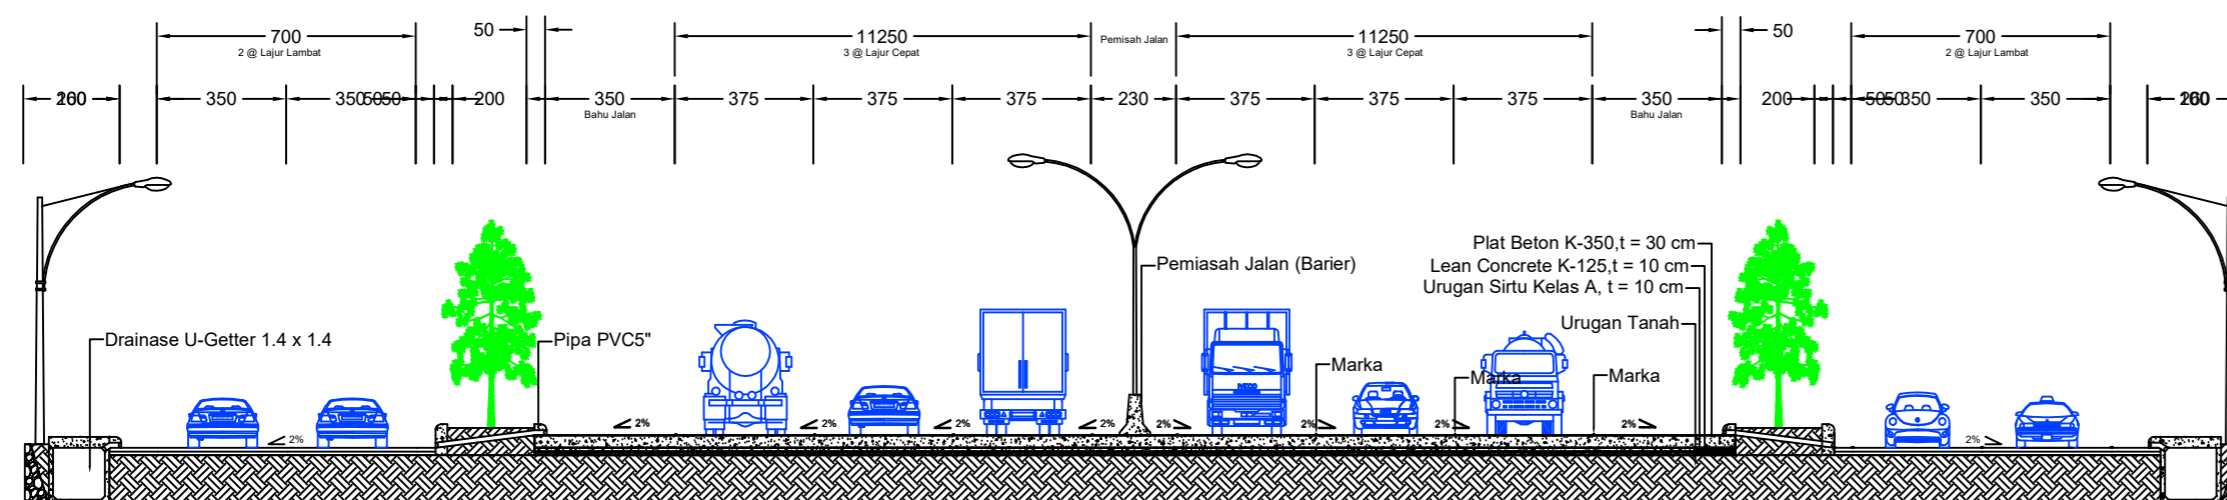 50
50
700
11250
Pemisah Jalan
11250
700
2 @ Lajur Lambat
3 @ Lajur Cepat
3 @ Lajur Cepat
2 @ Lajur Lambat
350
350
50
50
200
350
375
375
375
230
375
375
375
350
200
50
50
350
350
Bahu Jalan
Bahu Jalan
Plat Beton K-350,t = 30 cm
Pemiasah Jalan (Barier)
Lean Concrete K-125,t = 10 cm
Urugan Sirtu Kelas A, t = 10 cm
Urugan Tanah
Drainase U-Getter 1.4 x 1.4
Pipa PVC5"
Marka
Marka
Marka
2%
2%
2%
2%
2%
2%
2%
2%
2%
2%